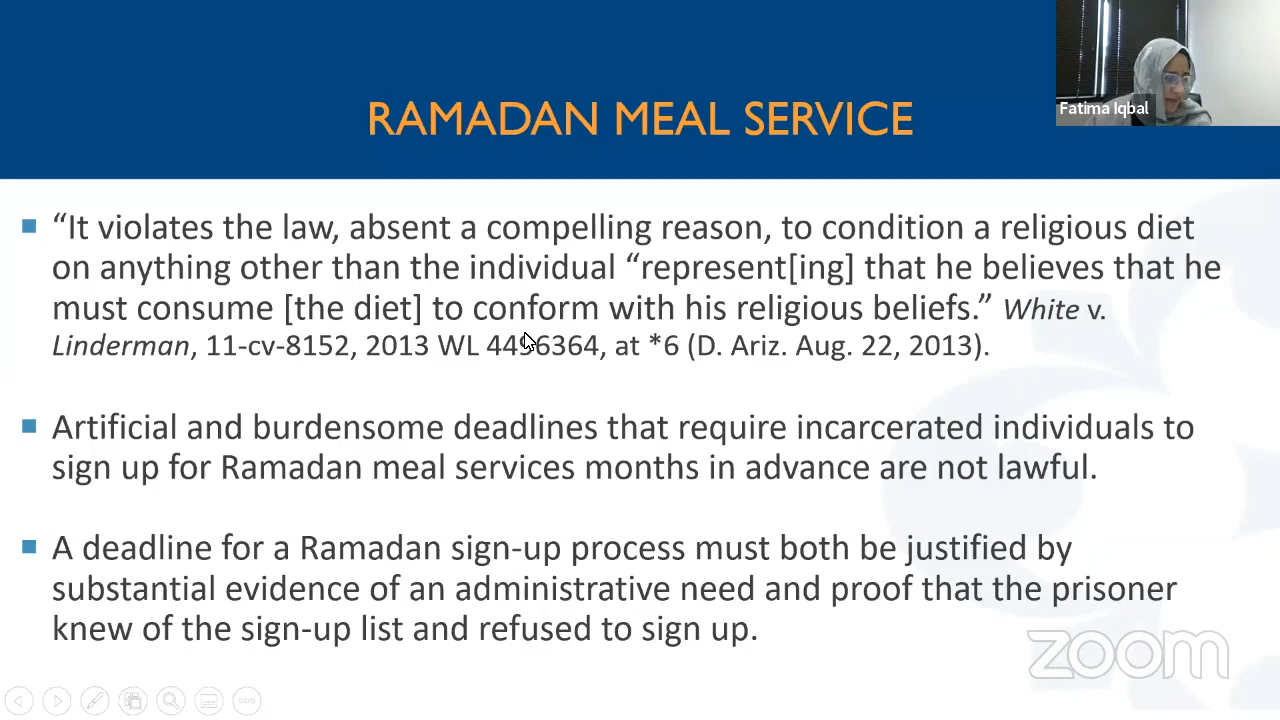 Fatima Iqbal
RAMADAN MEAL SERVICE
“It violates the law, absent a compelling reason, to condition a religious diet
on anything other than the individual “represent[ing] that he believes that he
must consume [the diet] to conform with his religious beliefs.” White v.
Linderman, 11-cv-8152, 2013 WL 4496364, at *6 (D. Ariz. Aug. 22, 2013).
Artificial and burdensome deadlines that require incarcerated individuals to
sign up for Ramadan meal services months in advance are not lawful.
A deadline for a Ramadan sign-up process must both be justified by
substantial evidence of an administrative need and proof that the prisoner
knew of the sign-up list and refused to sign up.
zoom